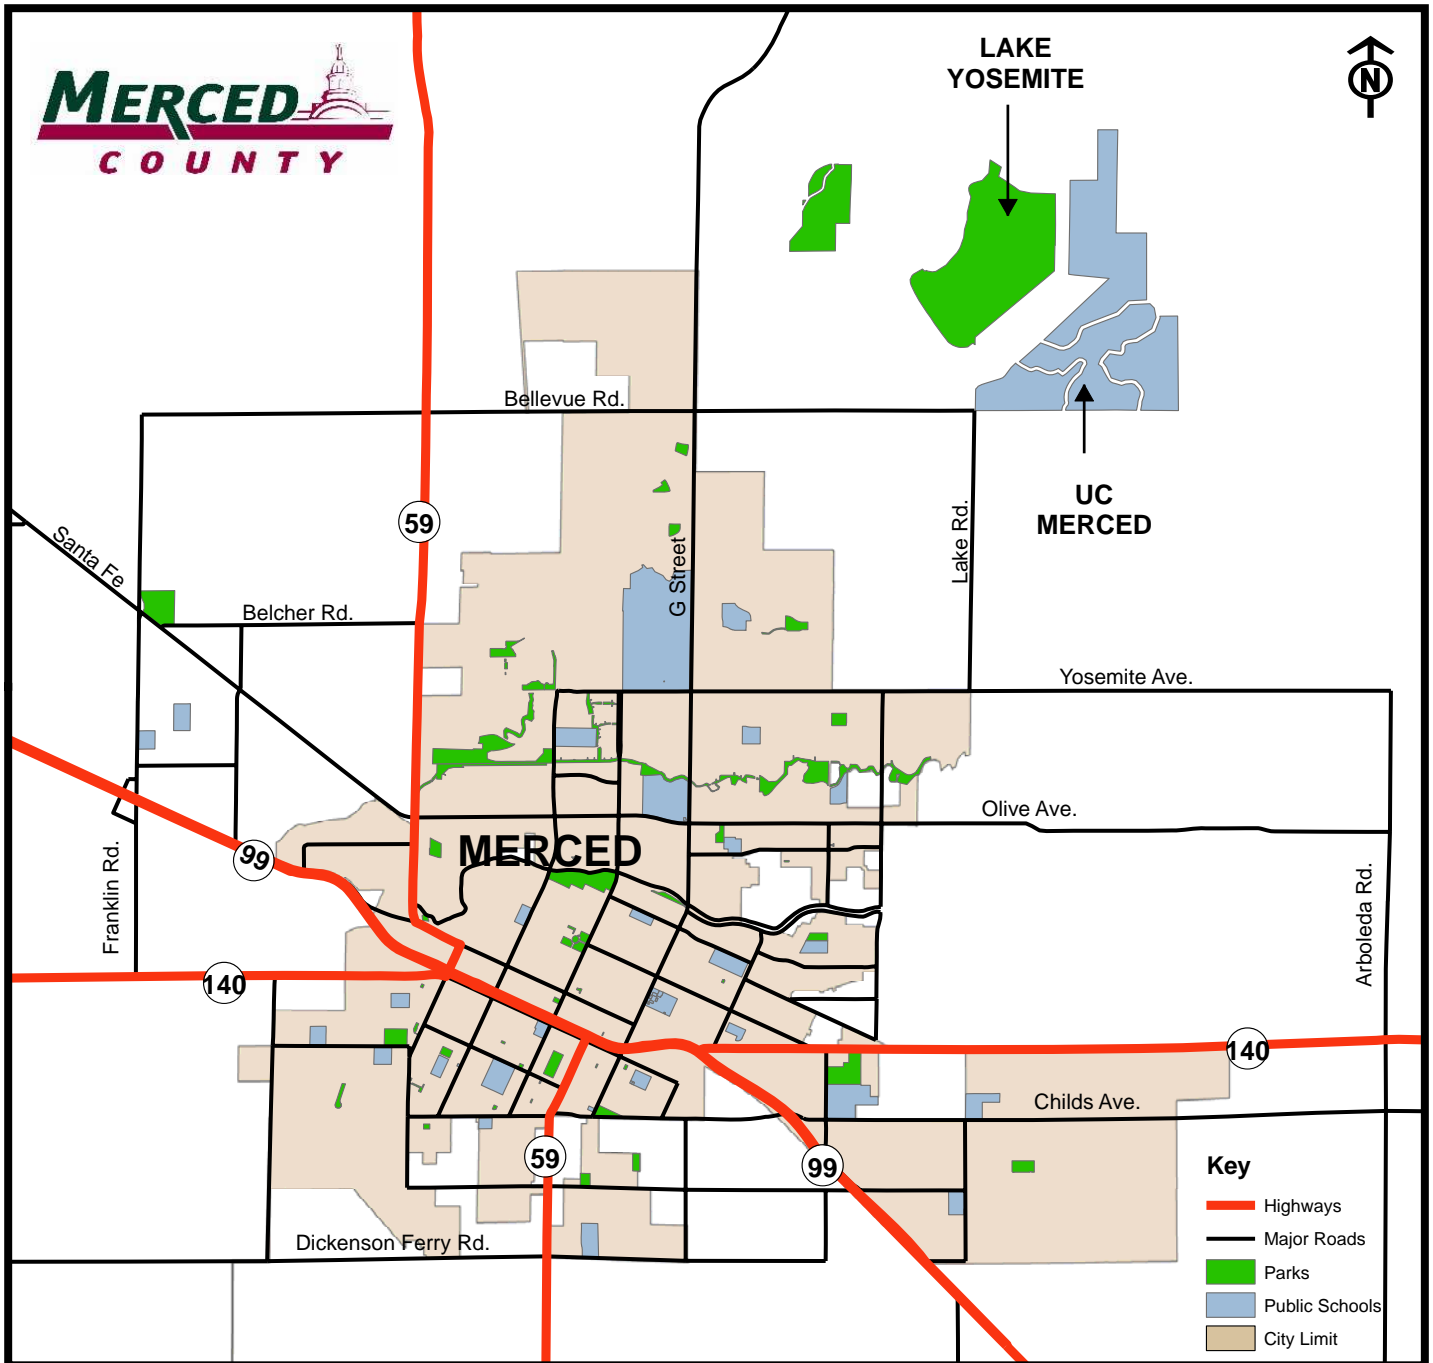 MERCED
COUNTY
LAKE
YOSEMITE
N
Bellevue Rd.
UC
MERCED
59
Santa Fe
G Street
Lake Rd.
Belcher Rd.
Yosemite Ave.
Olive Ave.
MERCED
99
Franklin Rd.
Arboleda Rd.
140
140
Childs Ave.
59
99
Dickenson Ferry Rd.
Key
Highways
Major Roads
Parks
Public Schools
City Limit